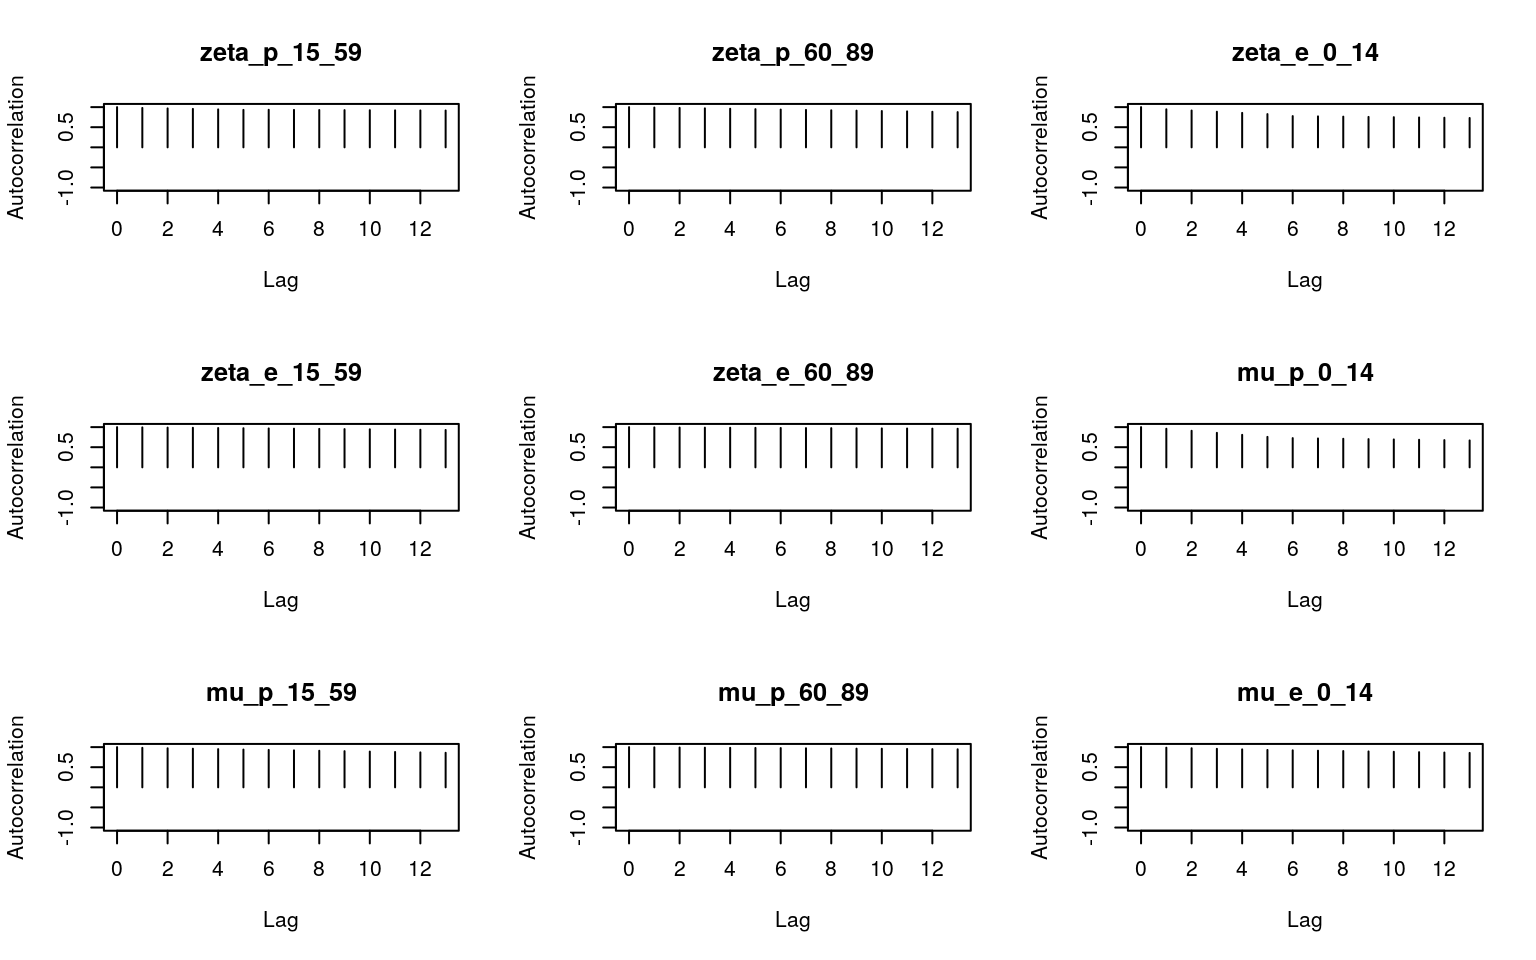 zeta_p_15_59
Autocorrelation
0.5
-1.0
0 2 4 6 8 10 12
Lag
zeta_p_60_89
Autocorrelation
0.5
-1.0
0 2 4 6 8 10 12
Lag
zeta_e_0_14
Autocorrelation
0.5
-1.0
0 2 4 6 8 10 12
Lag
zeta_e_15_59
Autocorrelation
0.5
-1.0
0 2 4 6 8 10 12
Lag
zeta_e_60_89
Autocorrelation
0.5
-1.0
0 2 4 6 8 10 12
Lag
mu_p_0_14
Autocorrelation
0.5
-1.0
0 2 4 6 8 10 12
Lag
mu_p_15_59
Autocorrelation
0.5
-1.0
0 2 4 6 8 10 12
Lag
mu_p_60_89
Autocorrelation
0.5
-1.0
0 2 4 6 8 10 12
Lag
mu_e_0_14
Autocorrelation
0.5
-1.0
0 2 4 6 8 10 12
Lag